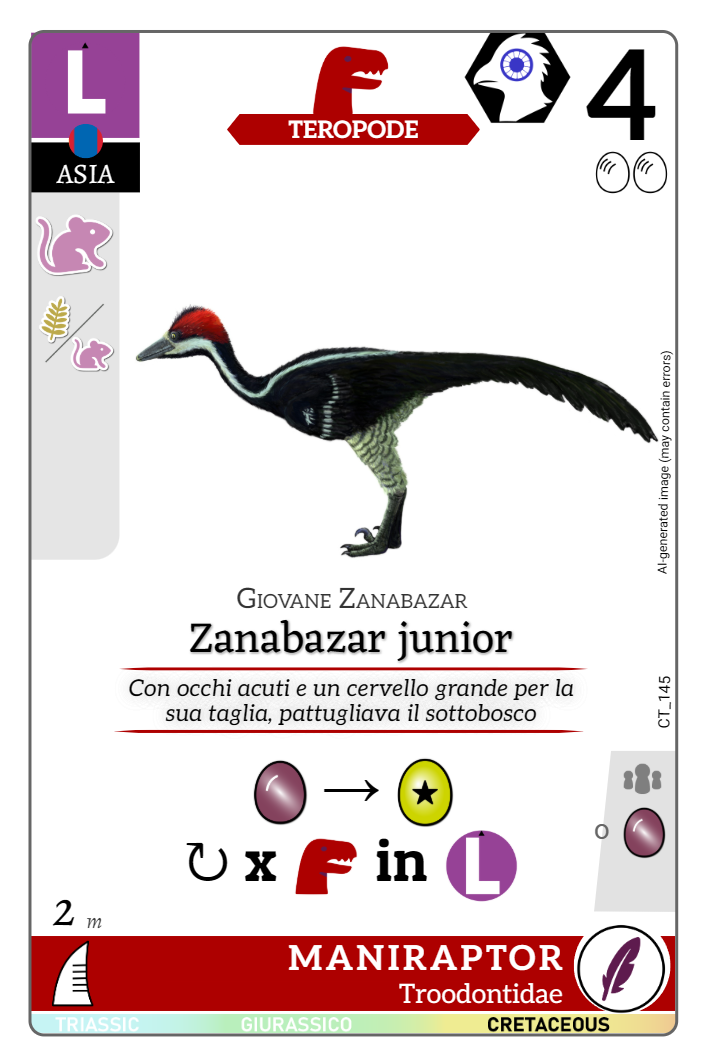 L
TEROPODE
4
ASIA
AI-generated image (may contain errors)
GIOVANE ZANABAZAR
Zanabazar junior
Con occhi acuti e un cervello grande per la
sua taglia, pattugliava il sottobosco
CT_145
o
x in L
2 m
MANIRAPTOR
Troodontidae
TRIASSIC GIURASSICO CRETACEOUS